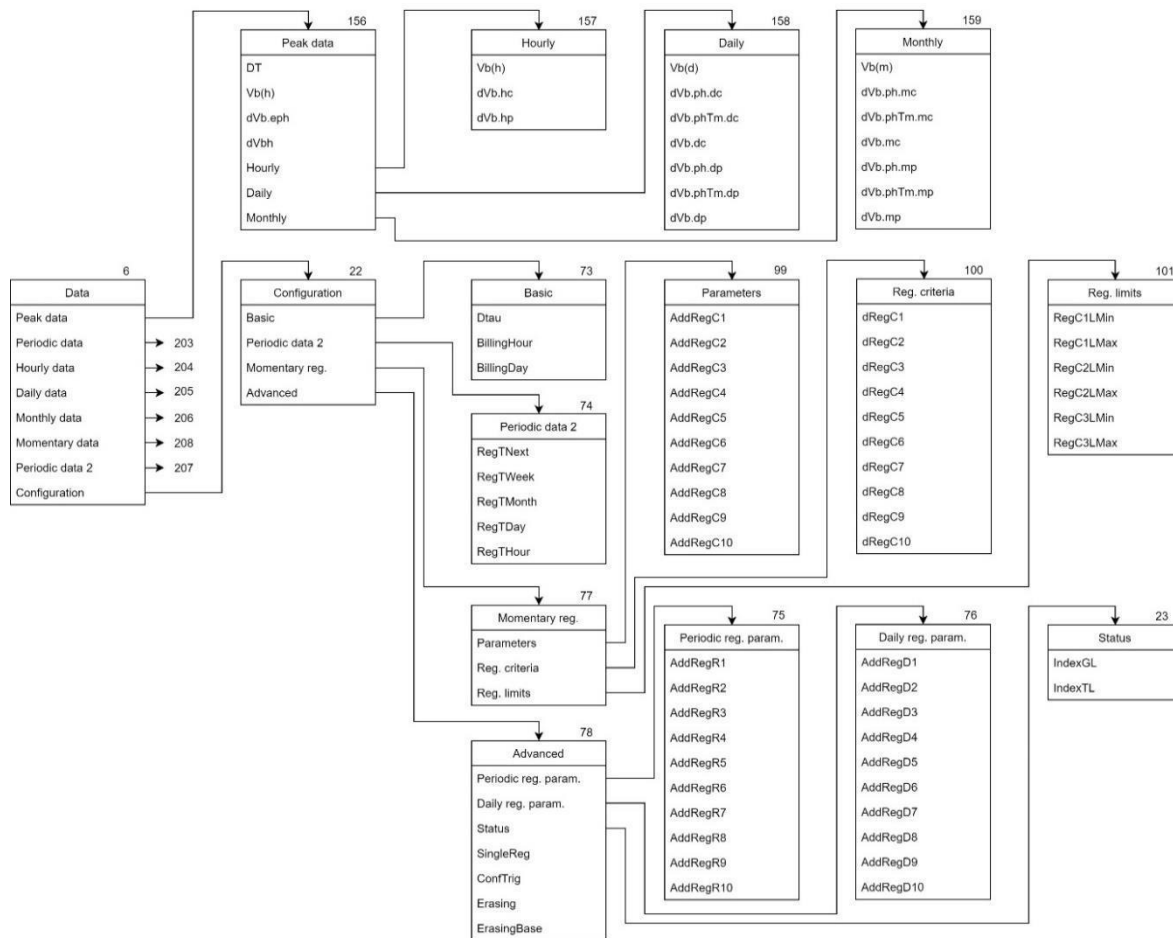 156
Peak data
DT
Vb(h)
dVb.eph
dVbh
Hourly
Daily
Monthly
157
Hourly
Vb(h)
dVb.hc
dVb.hp
158
Daily
Vb(d)
dVb.ph.dc
dVb.phTm.dc
dVb.dc
dVb.ph.dp
dVb.phTm.dp
dVb.dp
159
Monthly
Vb(m)
dVb.ph.mc
dVb.phTm.mc
dVb.mc
dVb.ph.mp
dVb.phTm.mp
dVb.mp
6
Data
Peak data
Periodic data 203
Hourly data 204
Daily data 205
Monthly data 206
Momentary data 208
Periodic data 2 207
Configuration
22
Configuration
Basic
Periodic data 2
Momentary reg.
Advanced
73
Basic
Dtau
BillingHour
BillingDay
74
Periodic data 2
RegTNext
RegTWeek
RegTMonth
RegTDay
RegTHour
77
Momentary reg.
Parameters
Reg. criteria
Reg. limits
78
Advanced
Periodic reg. param.
Daily reg. param.
Status
SingleReg
ConfTrig
Erasing
ErasingBase
99
Parameters
AddRegC1
AddRegC2
AddRegC3
AddRegC4
AddRegC5
AddRegC6
AddRegC7
AddRegC8
AddRegC9
AddRegC10
100
Reg. criteria
dRegC1
dRegC2
dRegC3
dRegC4
dRegC5
dRegC6
dRegC7
dRegC8
dRegC9
dRegC10
101
Reg. limits
RegC1LMin
RegC1LMax
RegC2LMin
RegC2LMax
RegC3LMin
RegC3LMax
75
Periodic reg. param.
AddRegR1
AddRegR2
AddRegR3
AddRegR4
AddRegR5
AddRegR6
AddRegR7
AddRegR8
AddRegR9
AddRegR10
76
Daily reg. param.
AddRegD1
AddRegD2
AddRegD3
AddRegD4
AddRegD5
AddRegD6
AddRegD7
AddRegD8
AddRegD9
AddRegD10
23
Status
IndexGL
IndexTL